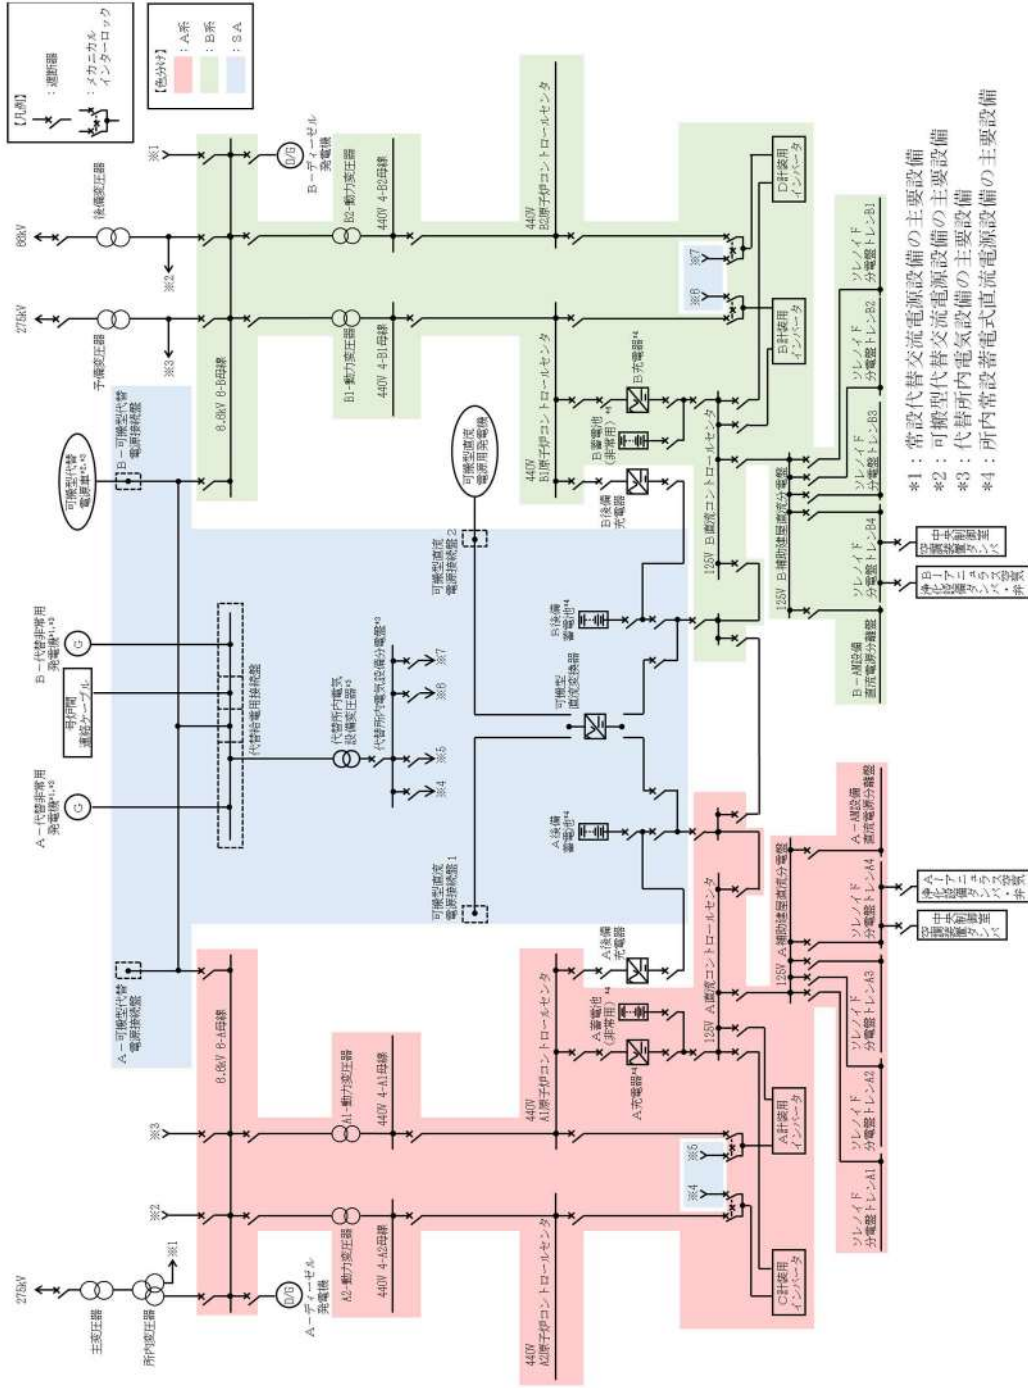 【凡例】
：遮断器
：メカニカル
インターロック
【色分け】
：A系
：B系
：SA
275kV
主変圧器
所内変圧器
※1
※2
※3
275kV
予備変圧器
※3
66kV
後備変圧器
※2
※1
A－代替非常用
発電機*1,*3
号炉間
連絡ケーブル
B－代替非常用
発電機*1,*3
可搬型代替
電源車*2,*3
A－可搬型代替
電源接続盤
B－可搬型代替
電源接続盤
代替給電用接続盤
6.6kV 6-A母線
6.6kV 6-B母線
D/G
A－ディーゼル
発電機
D/G
B－ディーゼル
発電機
G
G
A2-動力変圧器
A1-動力変圧器
B1-動力変圧器
B2-動力変圧器
440V 4-A2母線
440V 4-A1母線
440V 4-B1母線
440V 4-B2母線
代替所内電気
設備変圧器*3
代替所内電気設備分電盤*3
※4
※5
※6
※7
440V
A2原子炉コントロールセンタ
440V
A1原子炉コントロールセンタ
440V
B1原子炉コントロールセンタ
440V
B2原子炉コントロールセンタ
可搬型直流
電源接続盤1
可搬型直流
電源接続盤2
可搬型直流
電源用発電機
可搬型
直流変換器
A充電器*4
A蓄電池*4
(非常用)
A後備
充電器
A後備
蓄電池*4
B後備
蓄電池*4
B後備
充電器
B蓄電池*4
(非常用)
B充電器*4
125V A直流コントロールセンタ
125V B直流コントロールセンタ
※4
※5
※6
※7
C計装用
インバータ
A計装用
インバータ
B計装用
インバータ
D計装用
インバータ
125V A補助建屋直流分電盤
125V B補助建屋直流分電盤
ソレノイド
分電盤トレンA1
ソレノイド
分電盤トレンA2
ソレノイド
分電盤トレンA3
ソレノイド
分電盤トレンA4
A－AM設備
直流電源分離盤
B－AM設備
直流電源分離盤
ソレノイド
分電盤トレンB4
ソレノイド
分電盤トレンB3
ソレノイド
分電盤トレンB2
ソレノイド
分電盤トレンB1
中央制御室
空調装置ダンパ
A－アニュラス空気
浄化設備ダンパ・弁
B－アニュラス空気
浄化設備ダンパ・弁
中央制御室
空調装置ダンパ
*1：常設代替交流電源設備の主要設備
*2：可搬型代替交流電源設備の主要設備
*3：代替所内電気設備の主要設備
*4：所内常設蓄電式直流電源設備の主要設備